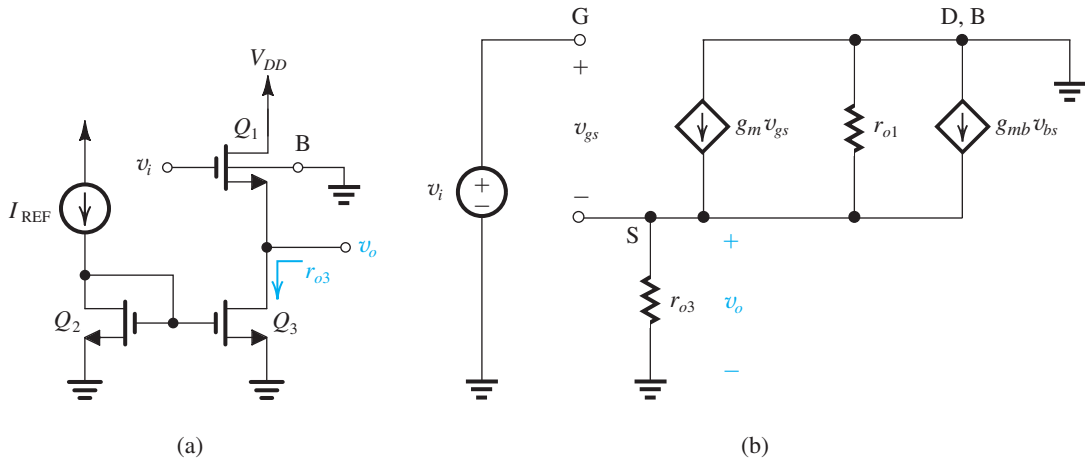 V_DD
Q_1
B
v_i
I_REF
v_o
r_o3
Q_2
Q_3
(a)
G
D, B
+
v_gs
g_m v_gs
r_o1
g_mb v_bs
v_i
+
−
−
S
+
r_o3
v_o
−
(b)